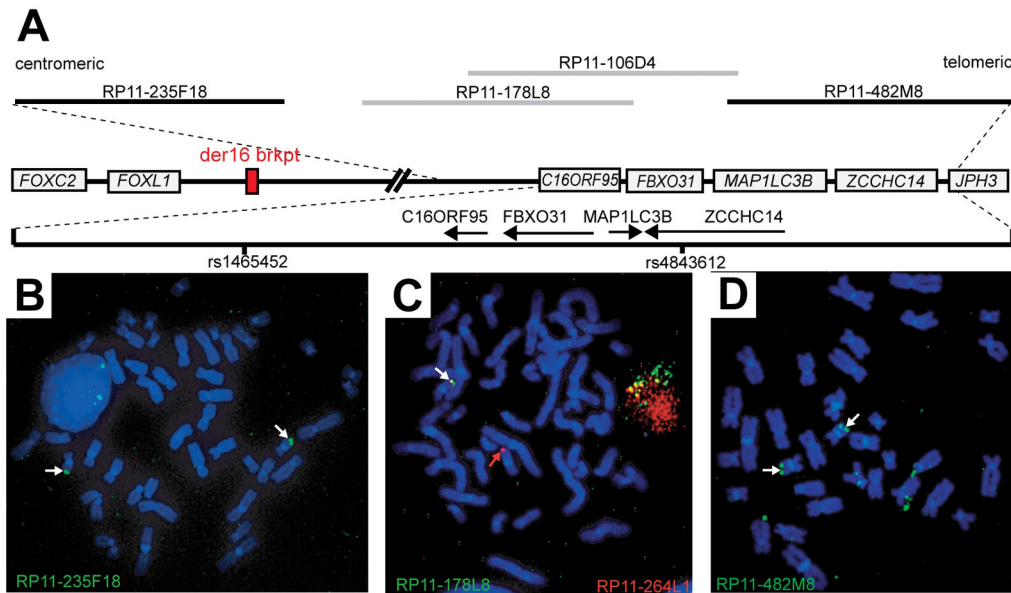 A
centromeric
RP11-106D4
telomeric
RP11-235F18
RP11-178L8
RP11-482M8
der16 brkpt
FOXC2 FOXL1 C16ORF95 FBXO31 MAP1LC3B ZCCHC14 JPH3
C16ORF95 FBXO31 MAP1LC3B ZCCHC14
rs1465452 rs4843612
B C D
RP11-235F18 RP11-178L8 RP11-264L1 RP11-482M8